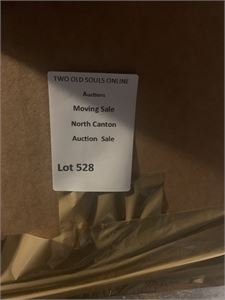 TWO OLD SOULS ONLINE
Auctions
Moving Sale
North Canton
Auction Sale
Lot 528